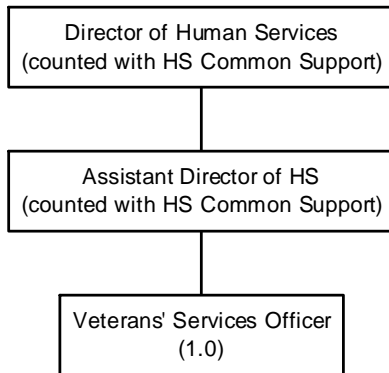 Director of Human Services
(counted with HS Common Support)
Assistant Director of HS
(counted with HS Common Support)
Veterans' Services Officer
(1.0)